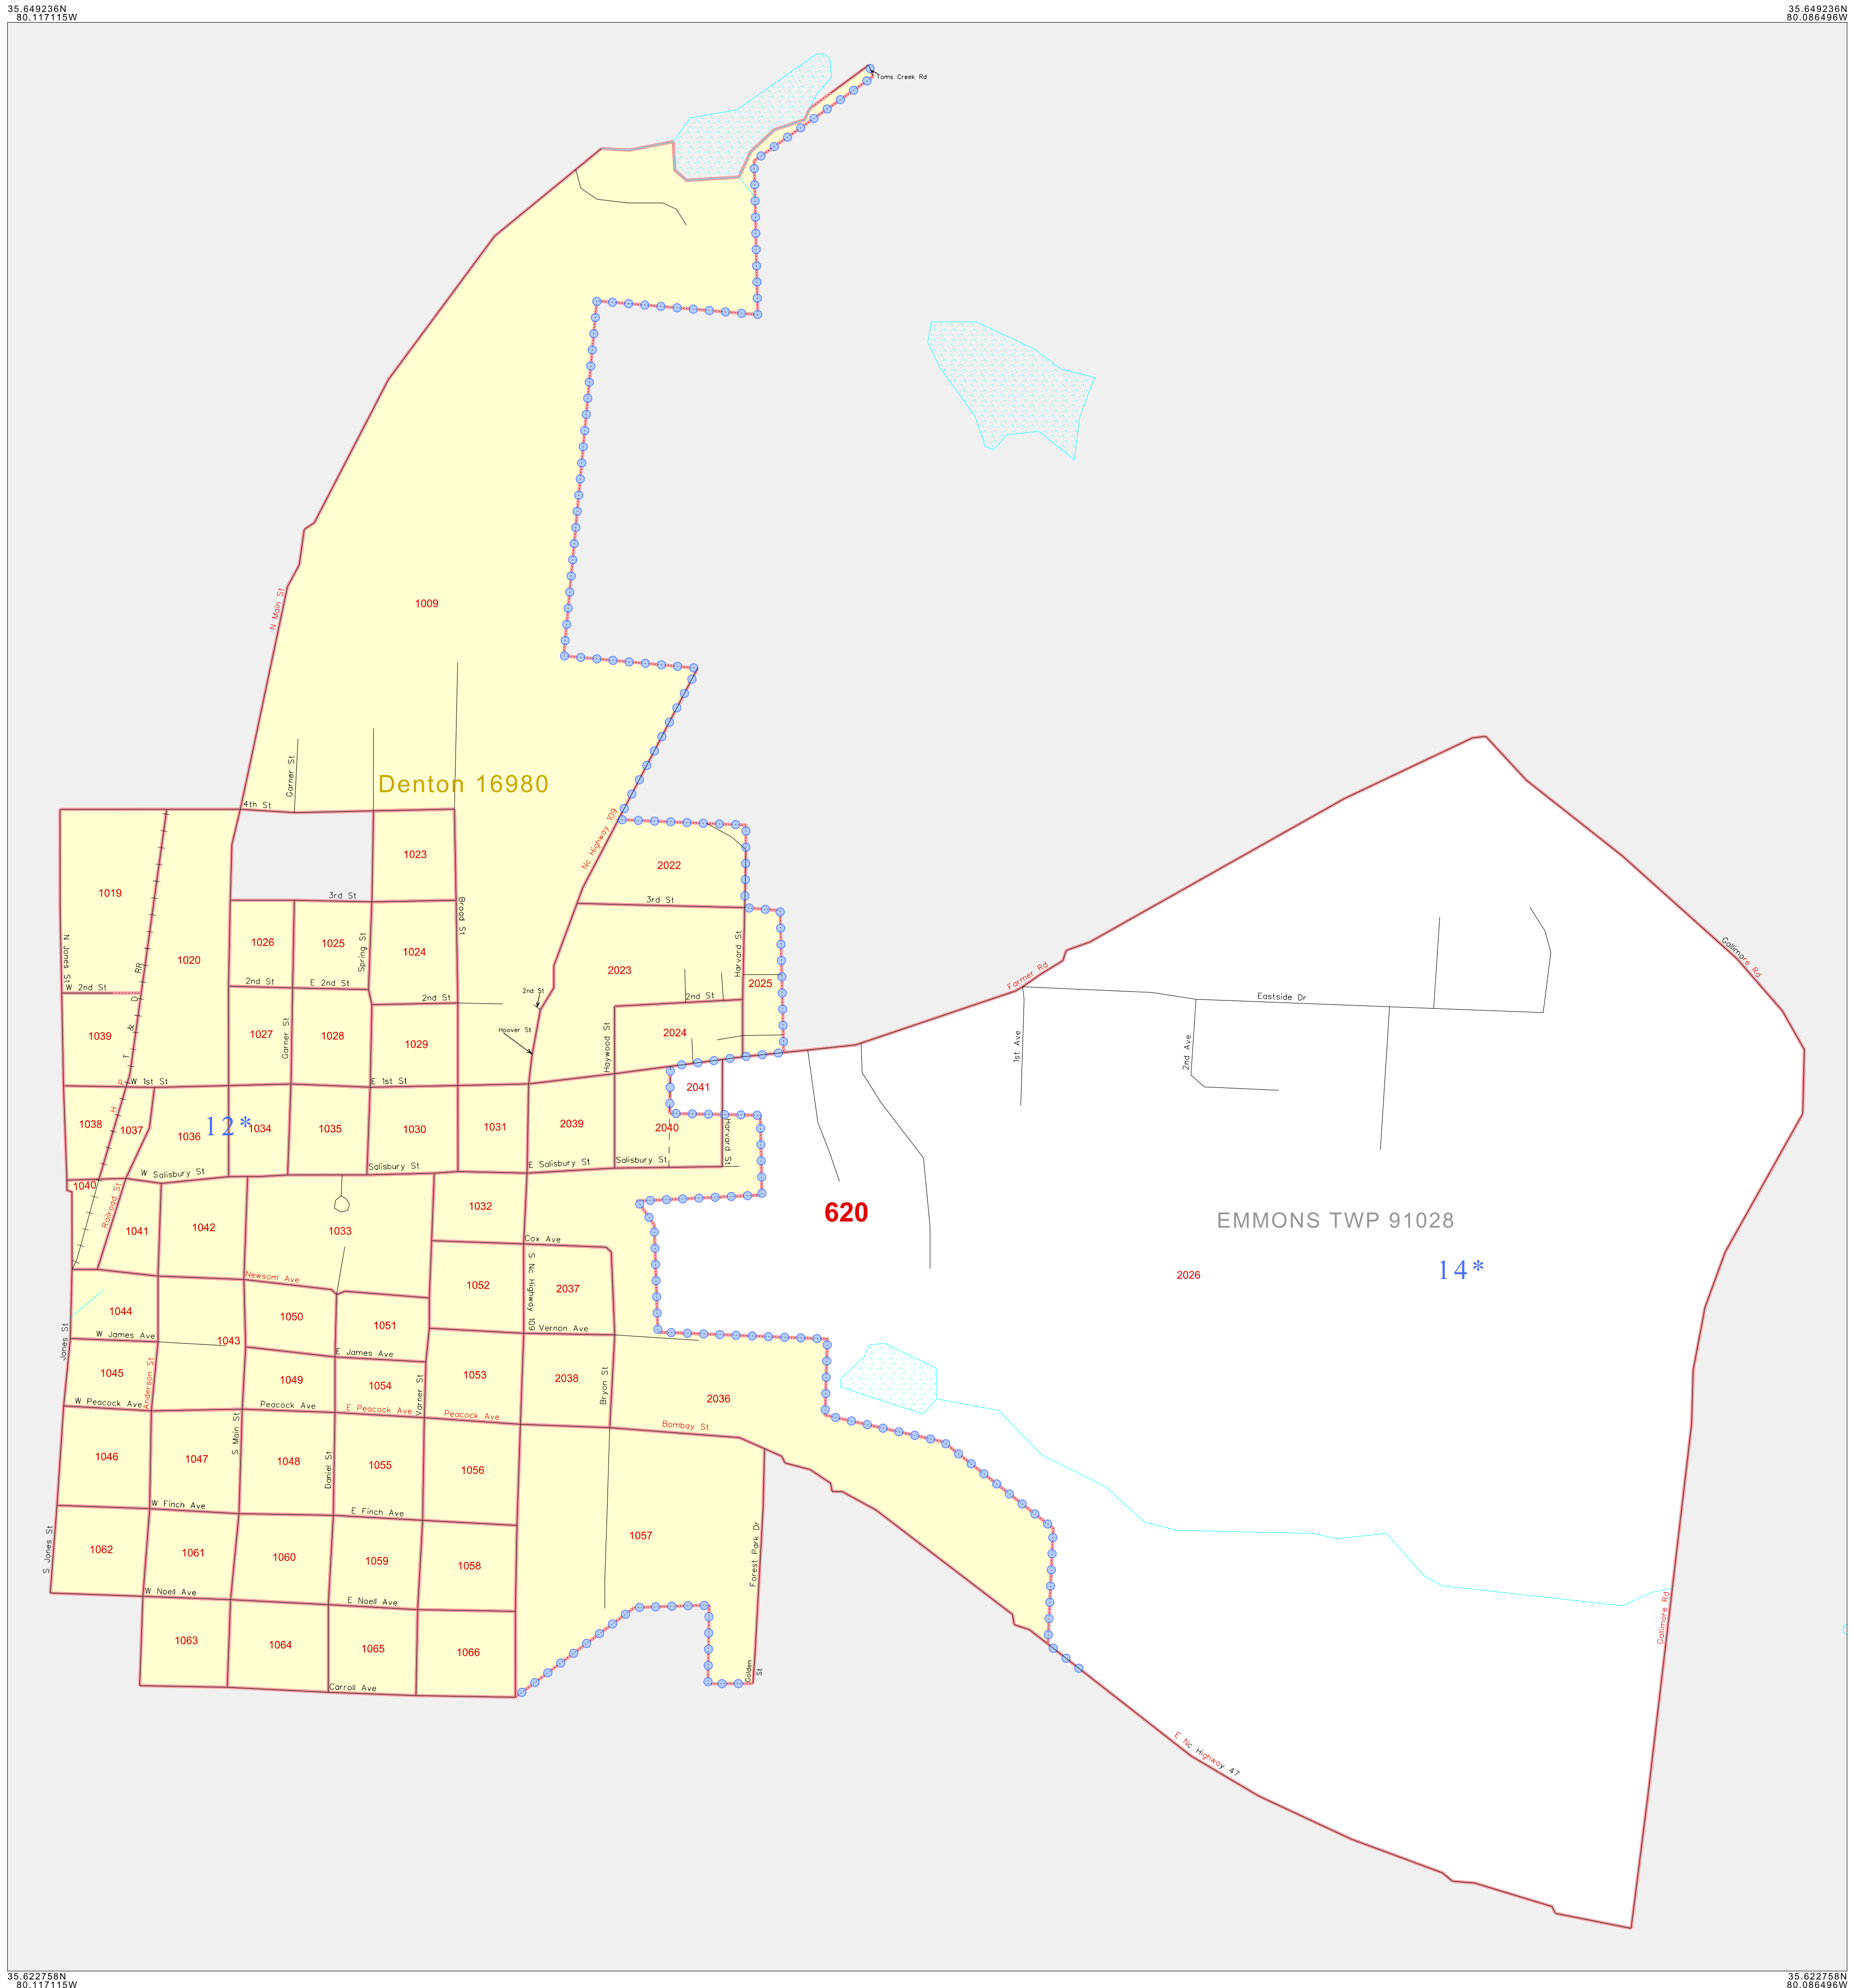 35.649236N
80.117115W
35.649236N
80.086496W
Toms Creek Rd
N Main St
1009
Garner St
Denton 16980
4th St
Nc Highway 109
1023
2022
1019
3rd St
Broad St
3rd St
N Jones St
1026
1025
Spring St
1024
Harvard St
Gallimore Rd
1020
RR
2023
Farmer Rd
W 2nd St
2nd St
E 2nd St
2nd St
2nd St
2nd St
2025
Eastside Dr
D
&
T
P
H
1039
1027
Garner St
1028
1029
Hoover St
Haywood St
2024
1st Ave
2nd Ave
W 1st St
E 1st St
2041
1038
1037
1036
12*
1034
1035
1030
1031
2039
2040
Harvard St
W Salisbury St
Salisbury St
E Salisbury St
Salisbury St
1040
Railroad St
1041
1042
1033
1032
620
EMMONS TWP 91028
Cox Ave
Newsom Ave
1052
S Nc Highway 109
2037
2026
14*
1044
1050
1051
Jones St
W James Ave
1043
E James Ave
Vernon Ave
1045
Anderson St
1049
1054
Varner St
1053
2038
Bryan St
2036
W Peacock Ave
Peacock Ave
E Peacock Ave
Peacock Ave
Bombay St
1046
1047
S Main St
1048
Daniel St
1055
1056
W Finch Ave
E Finch Ave
1057
Forest Park Dr
S Jones St
1062
1061
1060
1059
1058
W Noell Ave
E Noell Ave
Gallimore Rd
1063
1064
1065
1066
Golden St
Carroll Ave
E Nc Highway 47
35.622758N
80.117115W
35.622758N
80.086496W